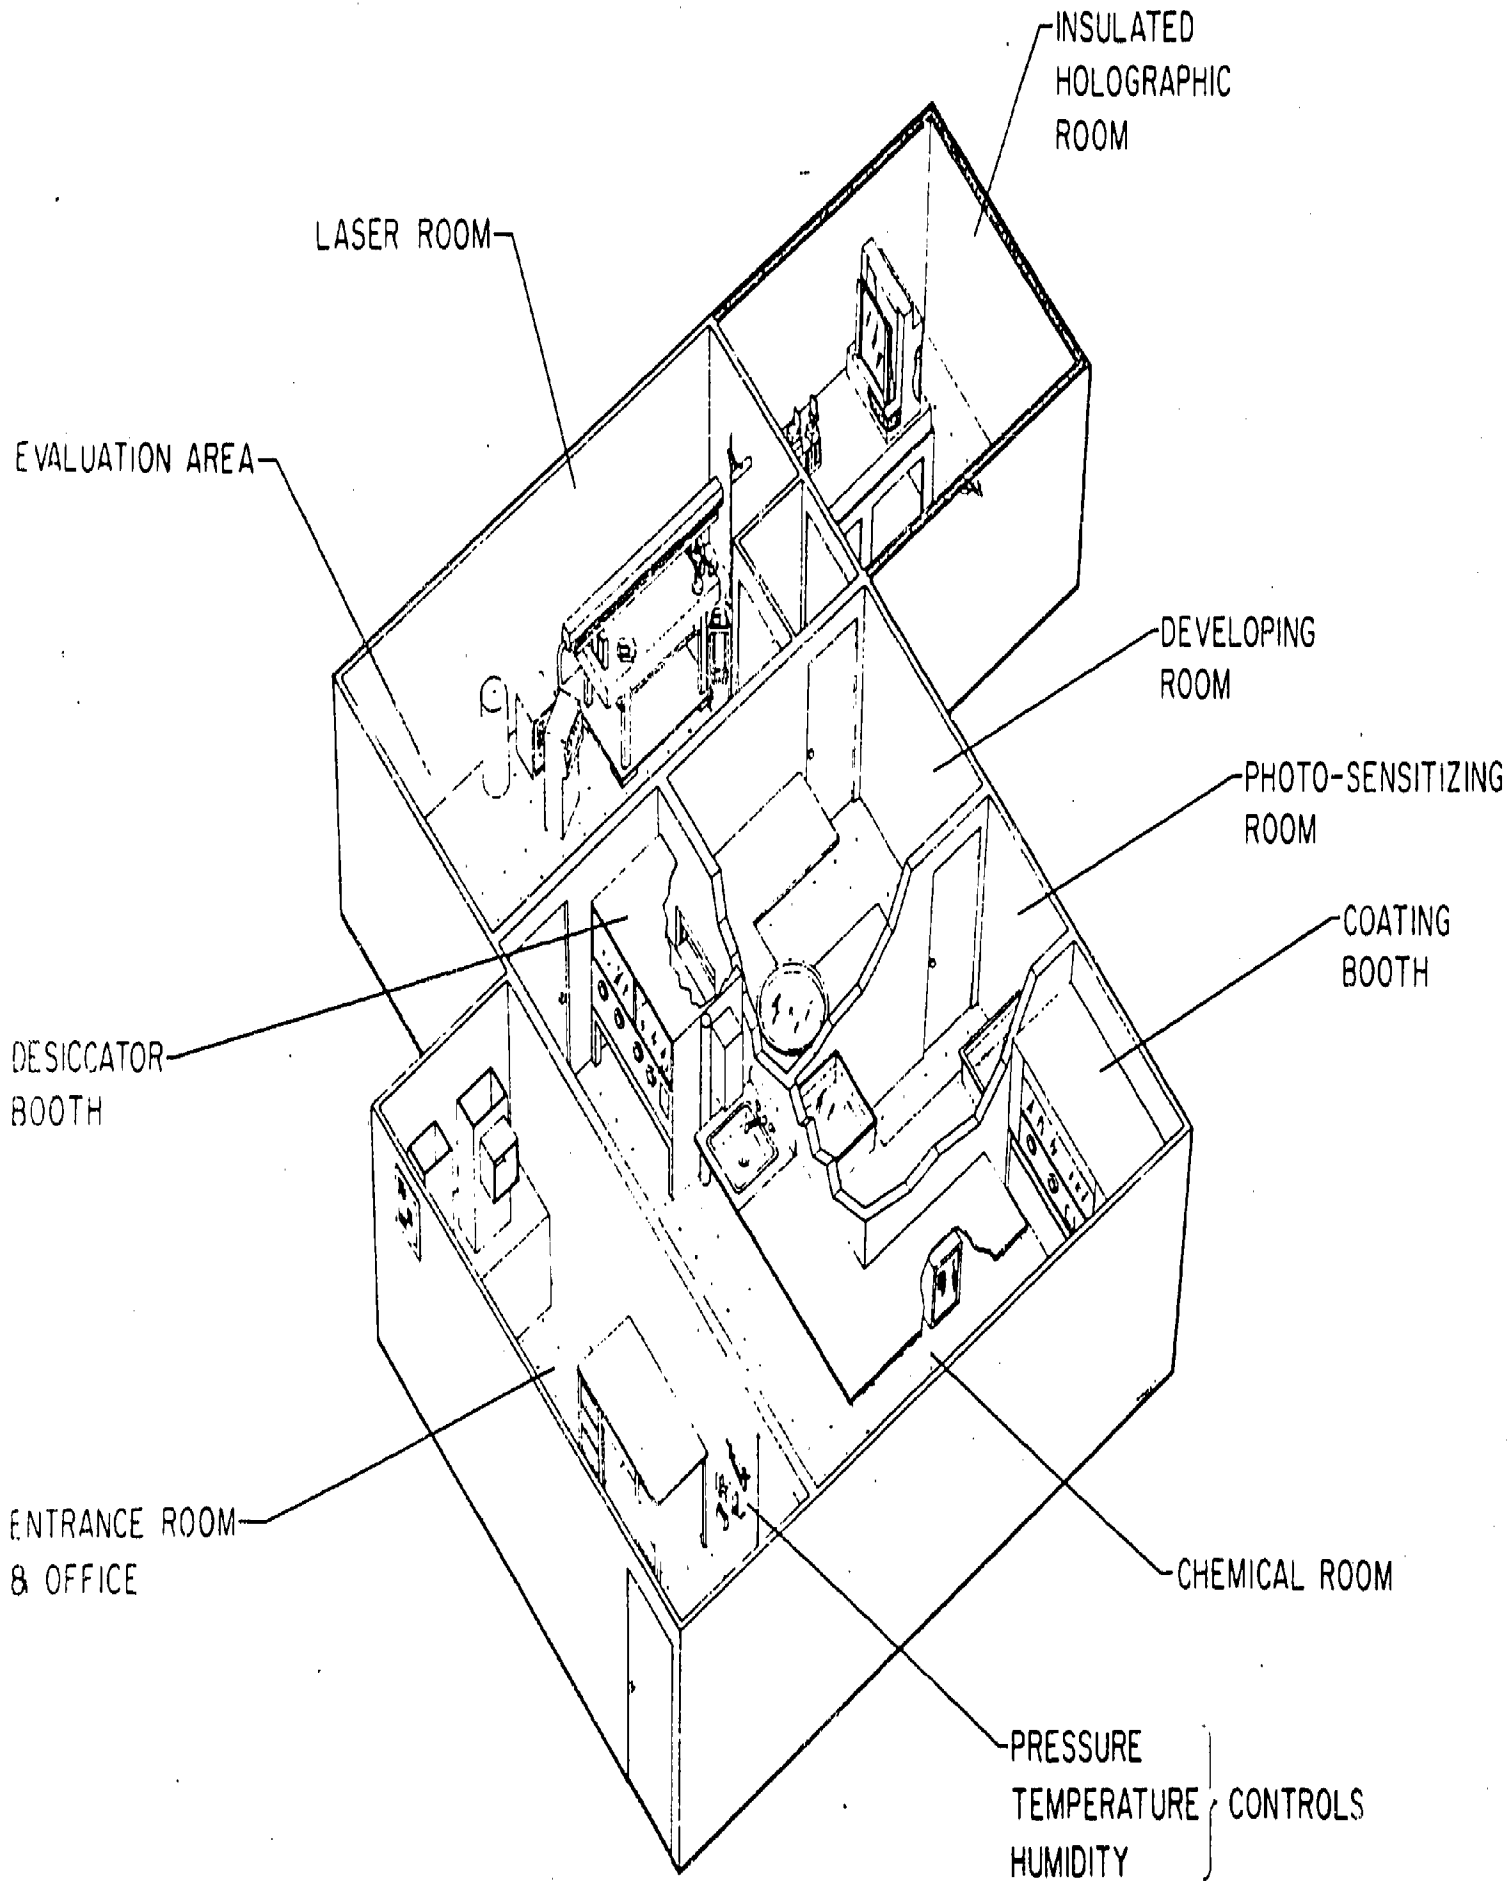 INSULATED
HOLOGRAPHIC
ROOM
LASER ROOM
EVALUATION AREA
DEVELOPING
ROOM
PHOTO-SENSITIZING
ROOM
COATING
BOOTH
DESICCATOR
BOOTH
ENTRANCE ROOM
& OFFICE
CHEMICAL ROOM
PRESSURE
TEMPERATURE } CONTROLS
HUMIDITY